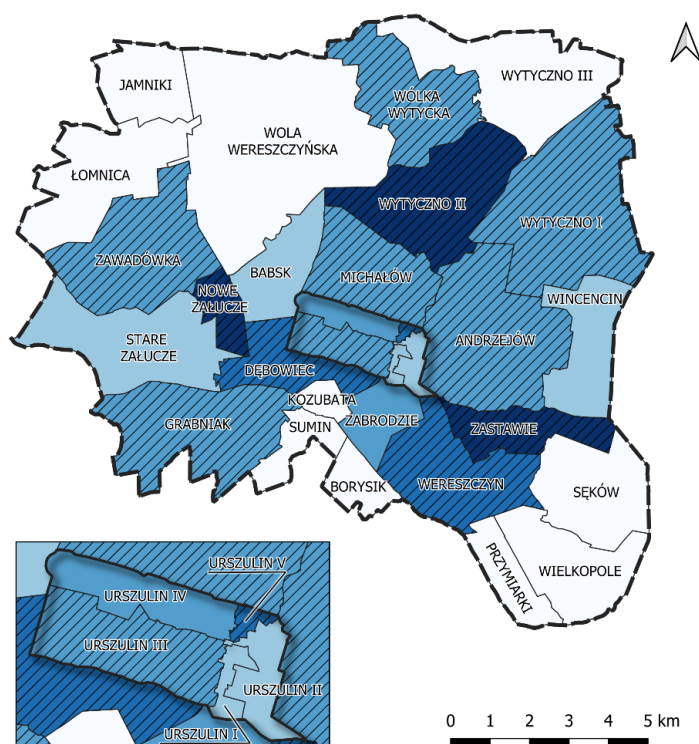 JAMNIKI
WYTYCZNO III
WÓLKA
WYTYCKA
WOLA
WERESZCZYŃSKA
ŁOMNICA
WYTYCZNO II
WYTYCZNO I
ZAWADÓWKA
BABSK
MICHAŁÓW
NOWE
ZAŁUCZE
WINCENCIN
STARE
ZAŁUCZE
ANDRZEJÓW
DĘBOWIEC
KOZUBATA
GRABNIAK
SUMIN
ZABRODZIE
ZASTAWIE
BORYSIK
WERESZCZYN
SĘKÓW
PRZYMIARKI
WIELKOPOLE
URSZULIN V
URSZULIN IV
URSZULIN III
URSZULIN II
URSZULIN I
0 1 2 3 4 5 km